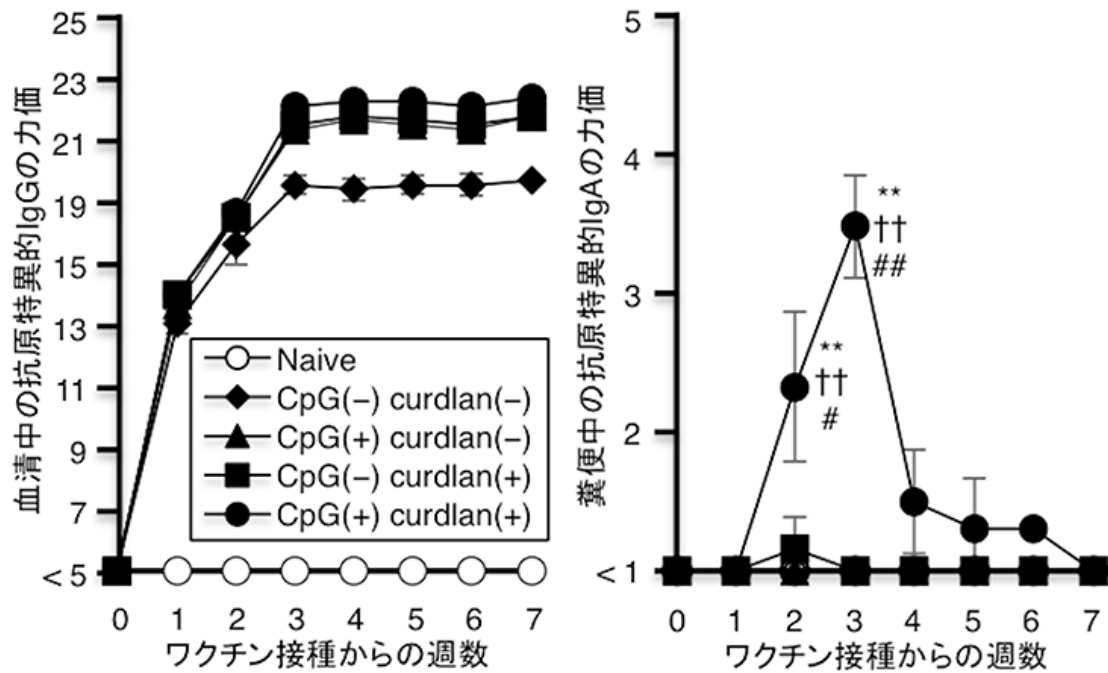 血清中の抗原特異的IgGの力価
25
23
21
19
17
15
13
11
9
7
< 5
0 1 2 3 4 5 6 7
ワクチン接種からの週数
Naive
CpG(−) curdlan(−)
CpG(+) curdlan(−)
CpG(−) curdlan(+)
CpG(+) curdlan(+)
糞便中の抗原特異的IgAの力価
5
4
3
2
< 1
0 1 2 3 4 5 6 7
ワクチン接種からの週数
**
††
#
**
††
##